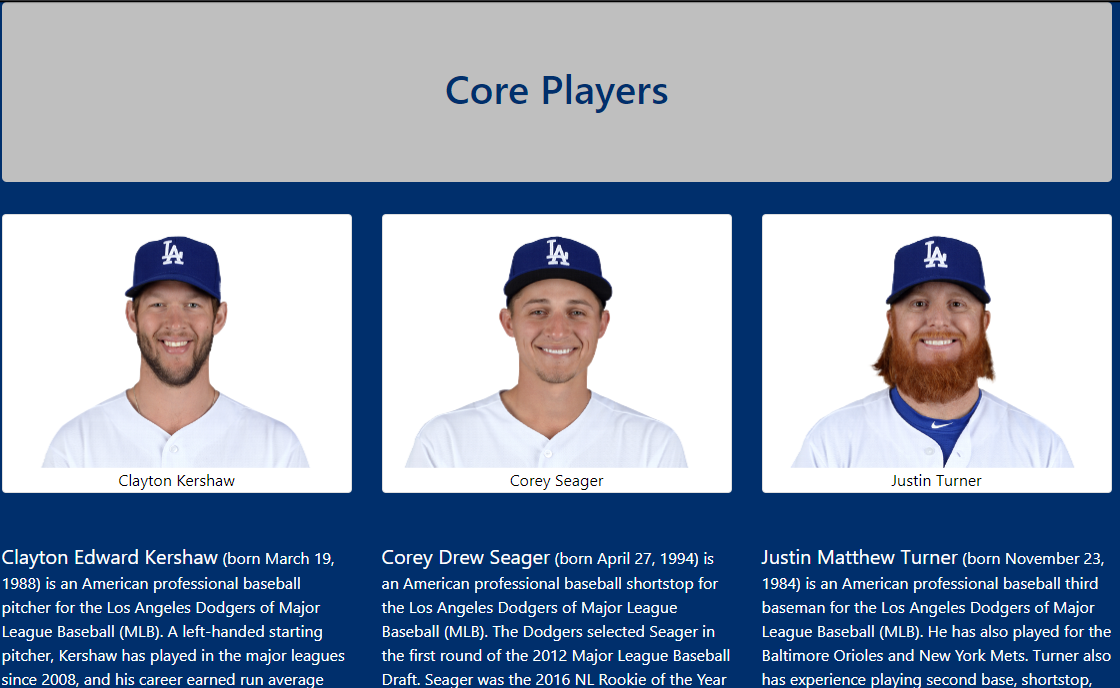 Core Players
LA
LA
LA
Clayton Kershaw
Corey Seager
Justin Turner
Clayton Edward Kershaw (born March 19,
1988) is an American professional baseball
pitcher for the Los Angeles Dodgers of Major
League Baseball (MLB). A left-handed starting
pitcher, Kershaw has played in the major leagues
since 2008, and his career earned run average
Corey Drew Seager (born April 27, 1994) is
an American professional baseball shortstop for
the Los Angeles Dodgers of Major League
Baseball (MLB). The Dodgers selected Seager in
the first round of the 2012 Major League Baseball
Draft. Seager was the 2016 NL Rookie of the Year
Justin Matthew Turner (born November 23,
1984) is an American professional baseball third
baseman for the Los Angeles Dodgers of Major
League Baseball (MLB). He has also played for the
Baltimore Orioles and New York Mets. Turner also
has experience playing second base, shortstop,